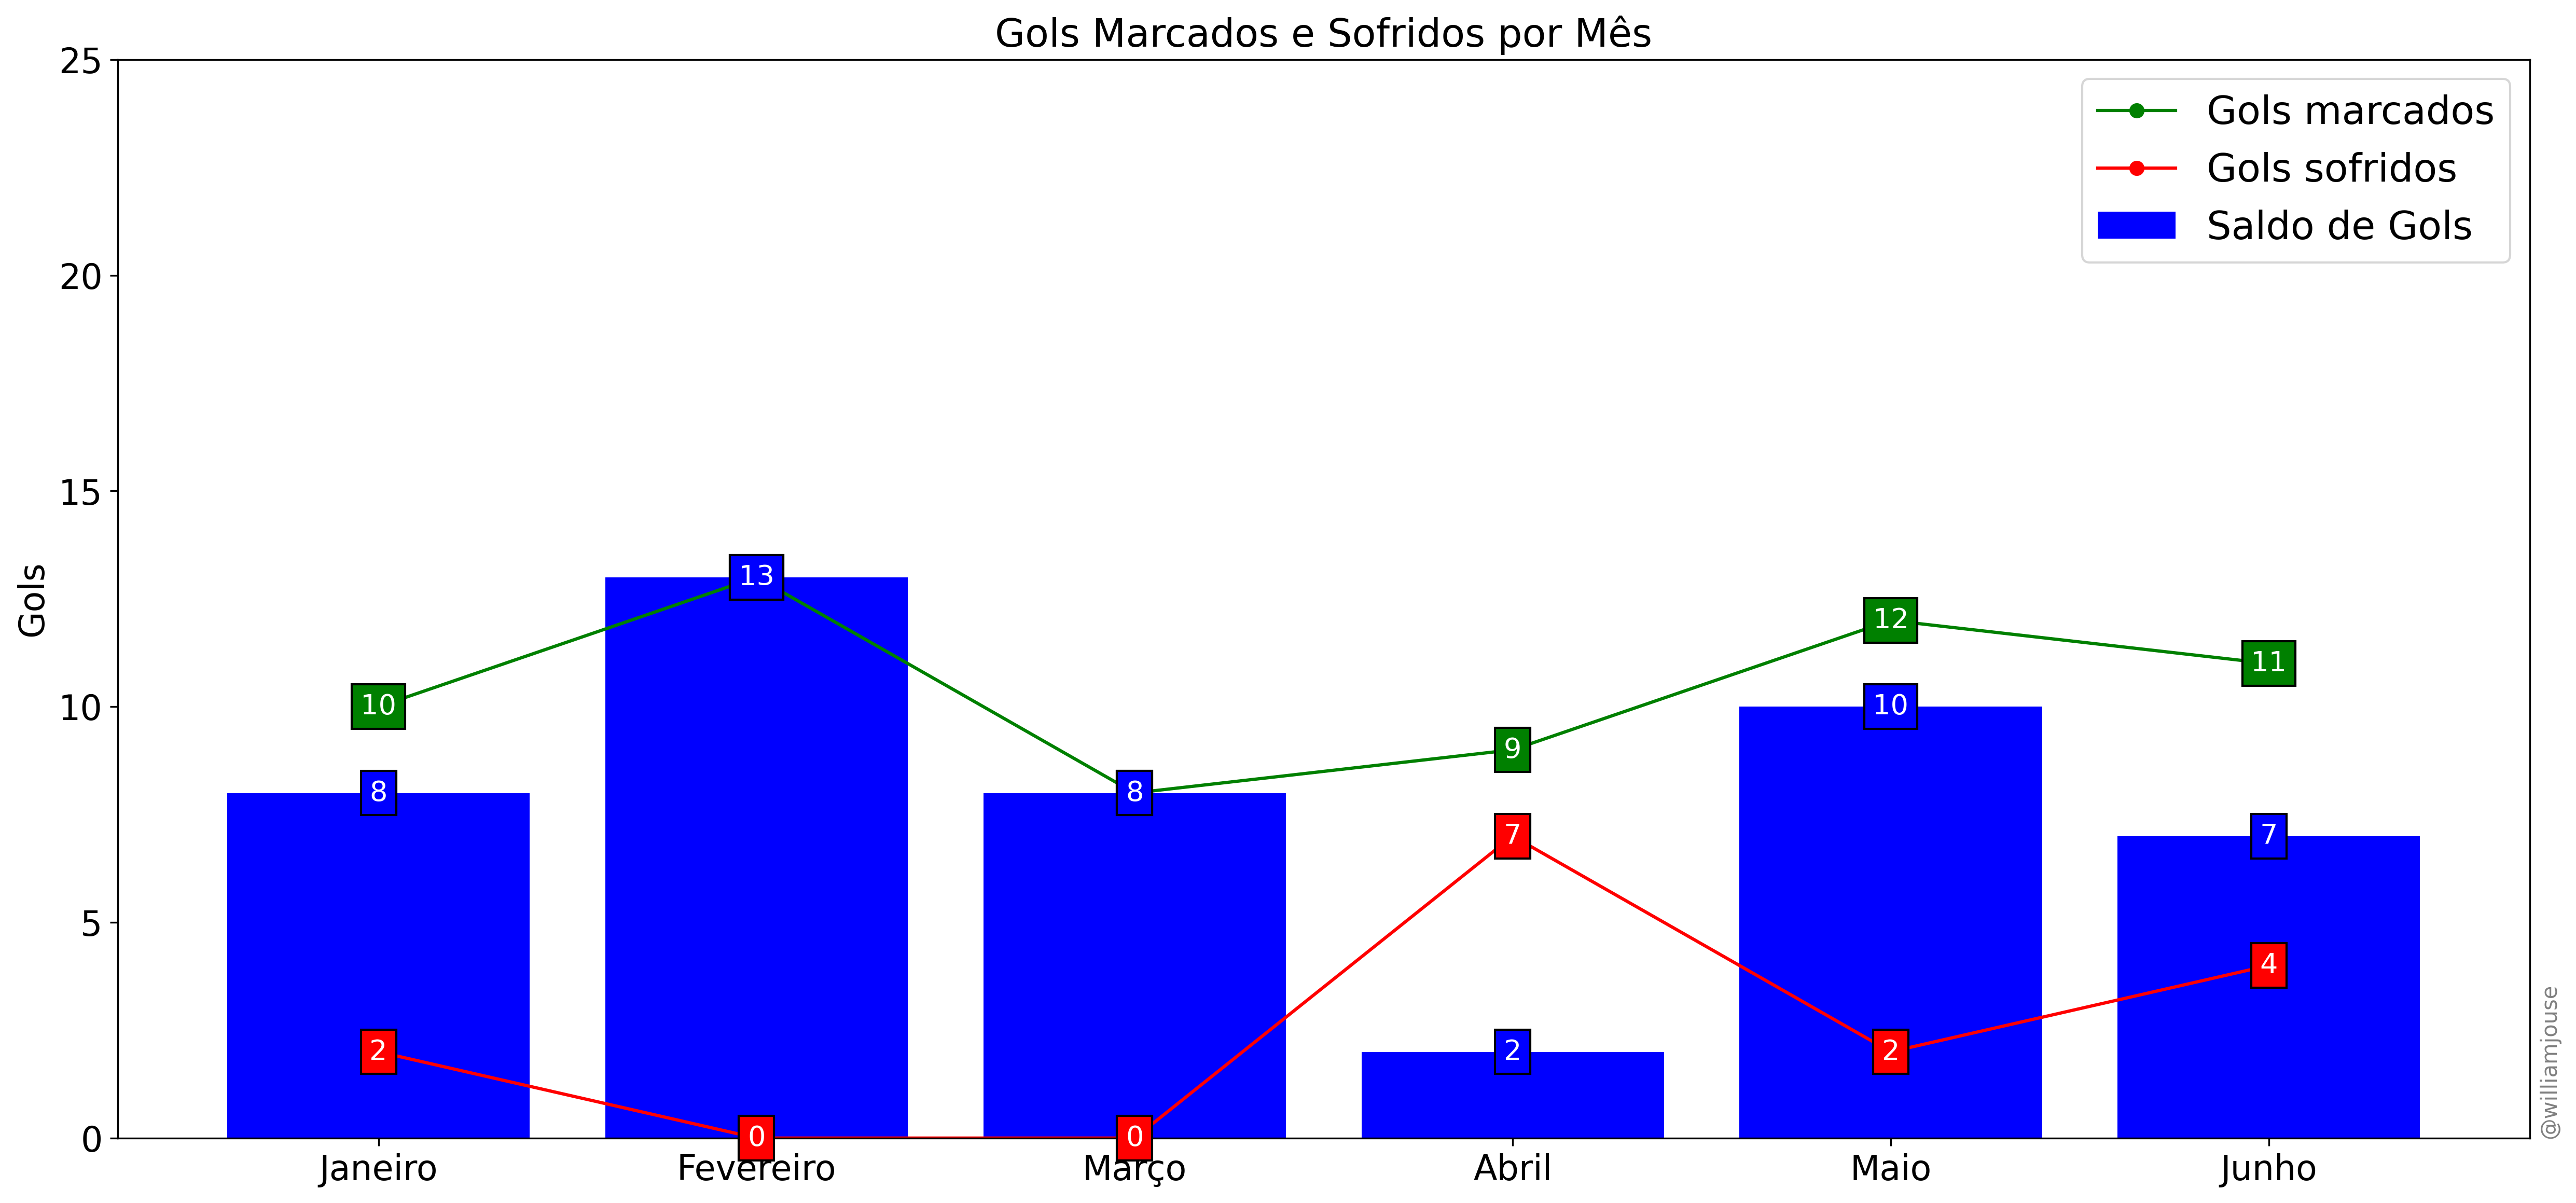 Gols Marcados e Sofridos por Mês
25
20
15
10
5
0
Gols
Gols marcados
Gols sofridos
Saldo de Gols
10
13
8
9
12
11
8
2
10
7
2
0
0
7
2
4
Janeiro
Fevereiro
Março
Abril
Maio
Junho
@williamjouse